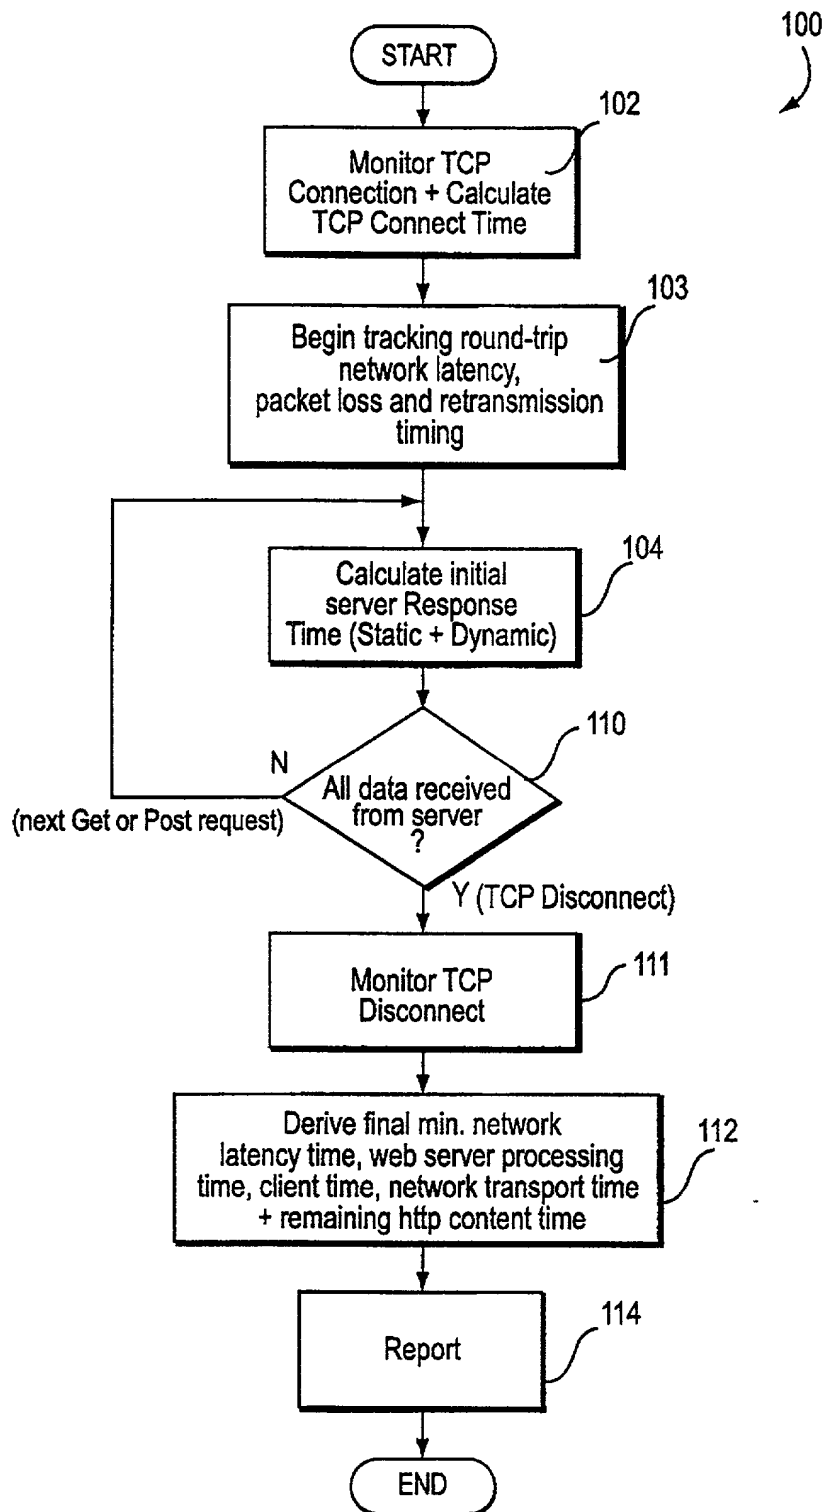 100
START
102
Monitor TCP
Connection + Calculate
TCP Connect Time
103
Begin tracking round-trip
network latency,
packet loss and retransmission
timing
104
Calculate initial
server Response
Time (Static + Dynamic)
110
N
All data received
from server
?
(next Get or Post request)
Y (TCP Disconnect)
111
Monitor TCP
Disconnect
112
Derive final min. network
latency time, web server processing
time, client time, network transport time
+ remaining http content time
114
Report
END